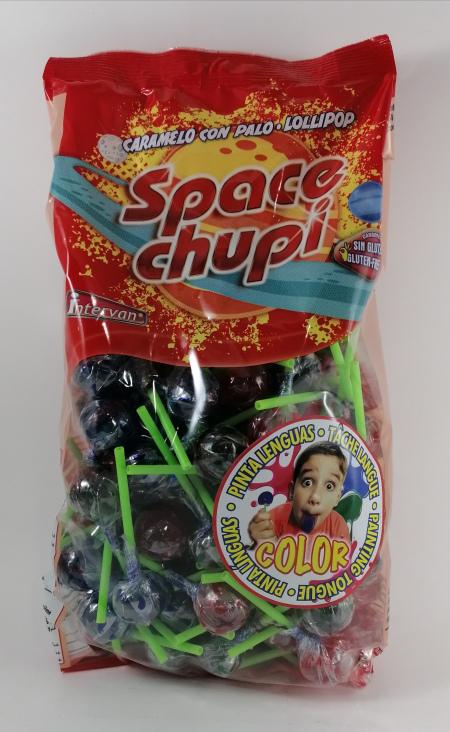 CARAMELO CON PALO • LOLLIPOP
Space
chupi
SIN GLUTEN
GLUTEN-FREE
intervan®
PINTA LENGUAS • TACHE LANGUE • PAINTING TONGUE • PINTA LÍNGUAS •
COLOR